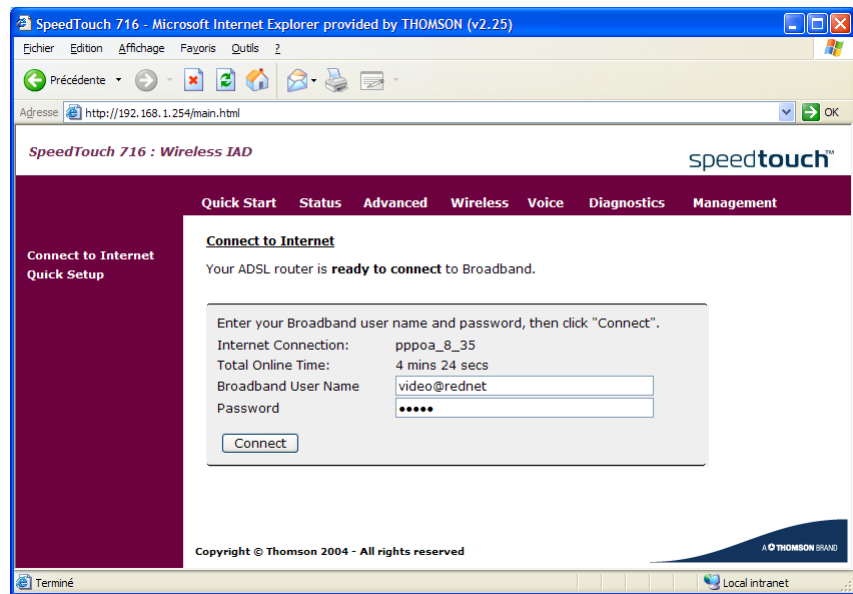 SpeedTouch 716 - Microsoft Internet Explorer provided by THOMSON (v2.25)
Fichier Edition Affichage Favoris Outils ?
Précédente
Adresse http://192.168.1.254/main.html OK
SpeedTouch 716 : Wireless IAD
speedtouch™
Quick Start Status Advanced Wireless Voice Diagnostics Management
Connect to Internet
Quick Setup
Connect to Internet
Your ADSL router is ready to connect to Broadband.
Enter your Broadband user name and password, then click "Connect".
Internet Connection: pppoa_8_35
Total Online Time: 4 mins 24 secs
Broadband User Name video@rednet
Password •••••
Connect
Copyright © Thomson 2004 - All rights reserved
A THOMSON BRAND
Terminé Local intranet